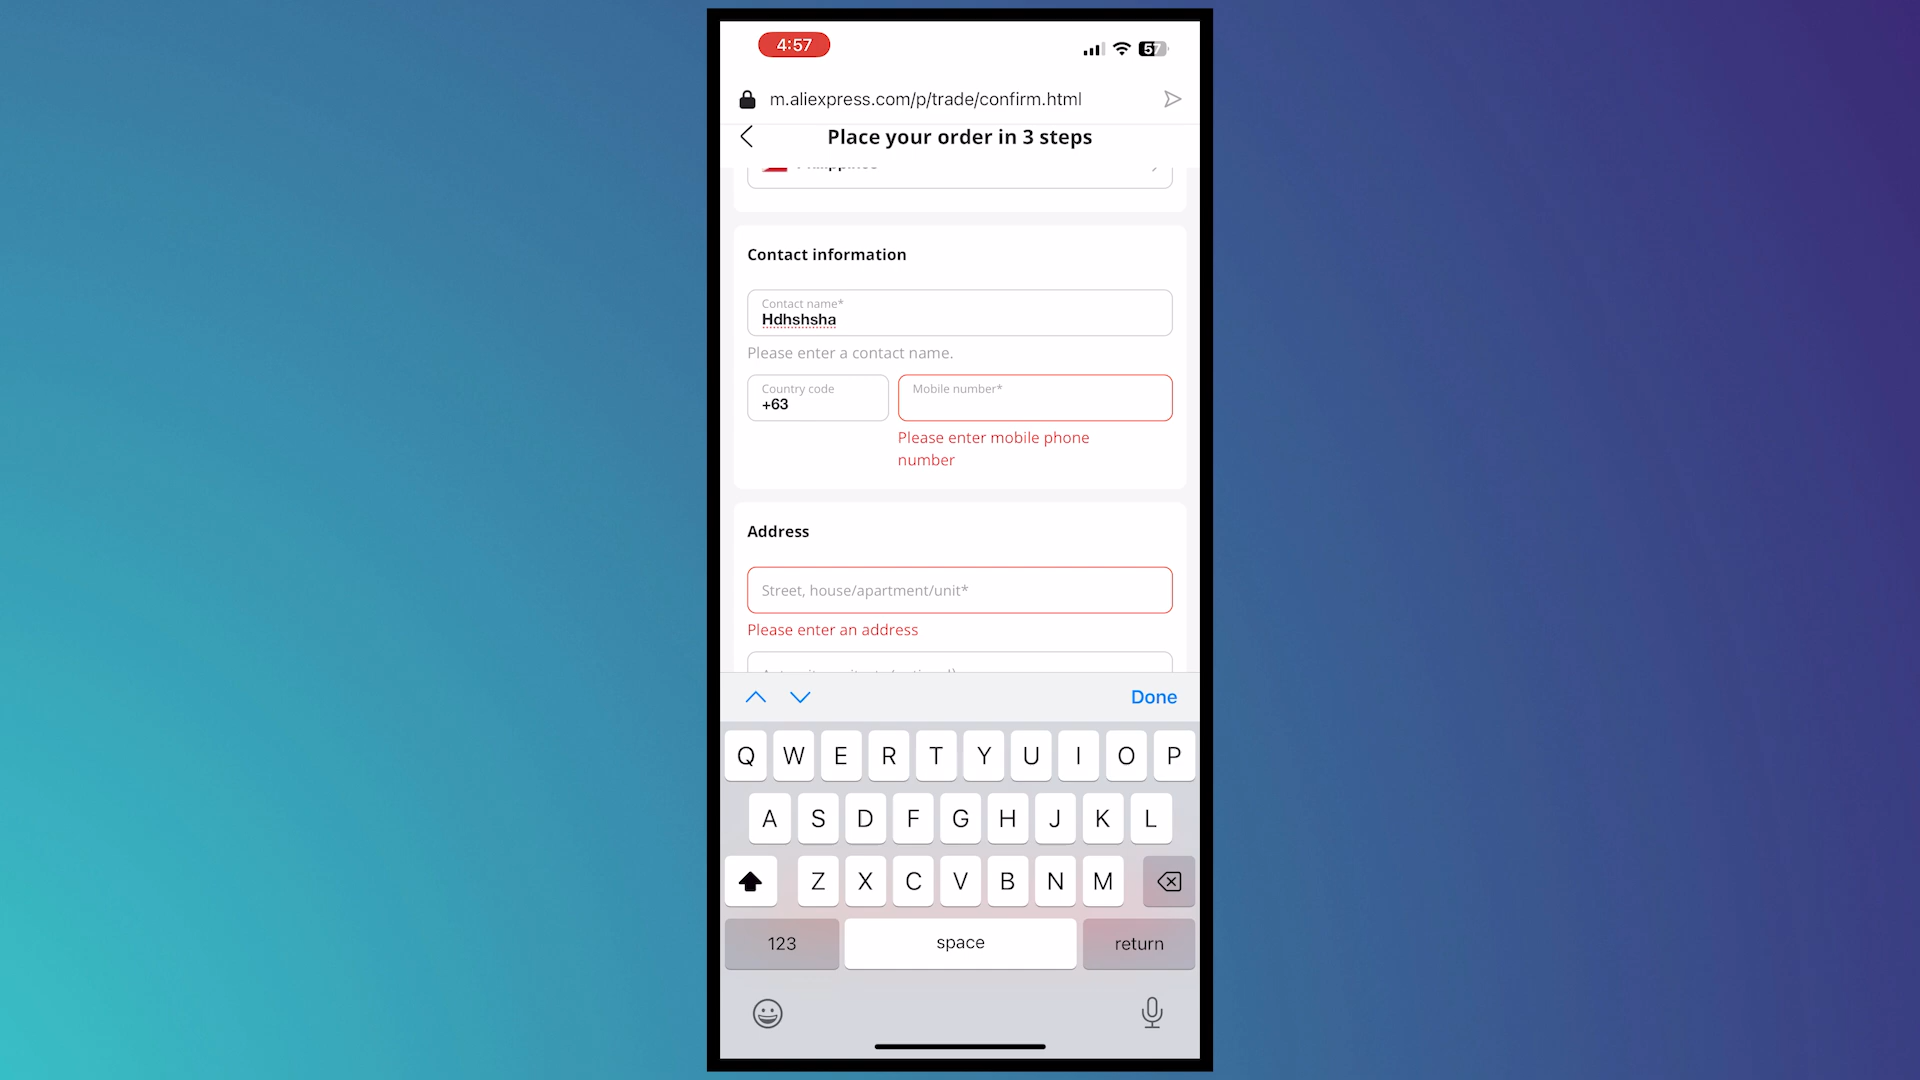 4:57
57
m.aliexpress.com/p/trade/confirm.html
Place your order in 3 steps
Contact information
Contact name*
Hdhshsha
Please enter a contact name.
Country code
+63
Mobile number*
Please enter mobile phone
number
Address
Street, house/apartment/unit*
Please enter an address
Done
Q W E R T Y U I O P
A S D F G H J K L
Z X C V B N M
123 space return